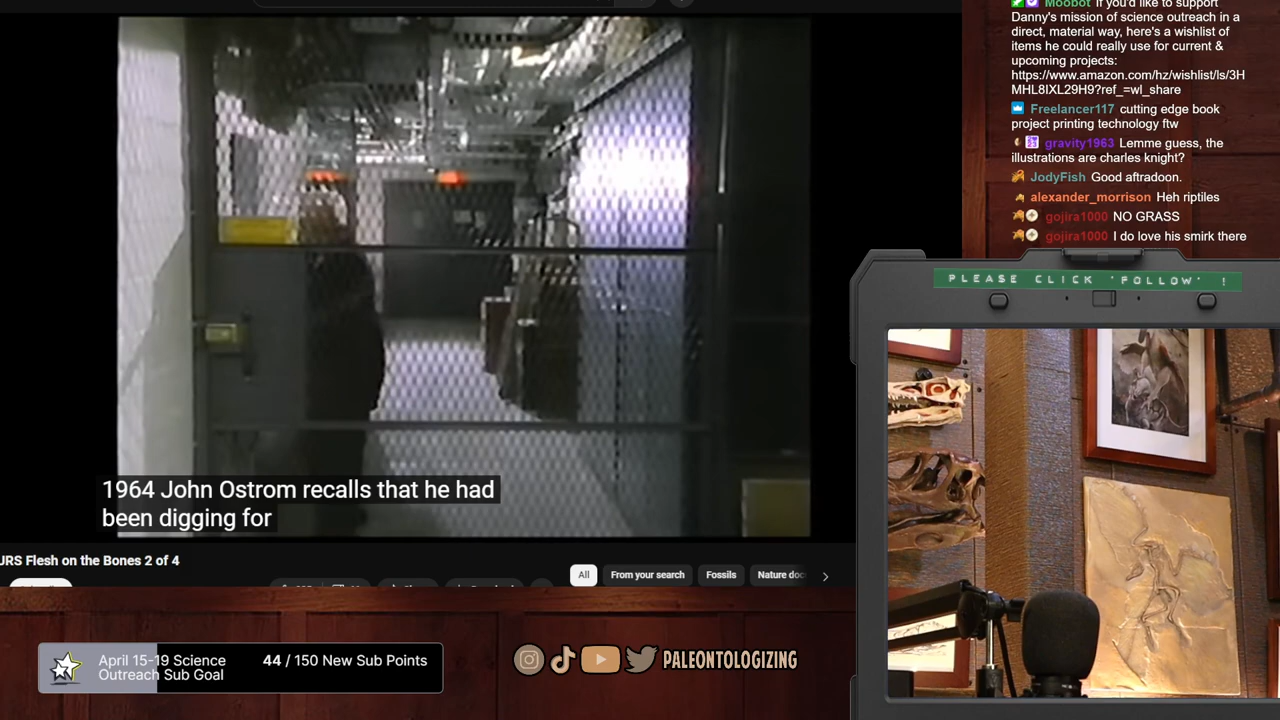 Moobot If you'd like to support
Danny's mission of science outreach in a
direct, material way, here's a wishlist of
items he could really use for current &
upcoming projects:
https://www.amazon.com/hz/wishlist/ls/3H
MHL8IXL29H9?ref_=wl_share
Freelancer117 cutting edge book
project printing technology ftw
gravity1963 Lemme guess, the
illustrations are charles knight?
JodyFish Good aftradoon.
alexander_morrison Heh riptiles
gojira1000 NO GRASS
gojira1000 I do love his smirk there
PLEASE CLICK 'FOLLOW' !
1964 John Ostrom recalls that he had
been digging for
JRS Flesh on the Bones 2 of 4
All From your search Fossils Nature doc
April 15-19 Science
Outreach Sub Goal
44 / 150 New Sub Points
PALEONTOLOGIZING